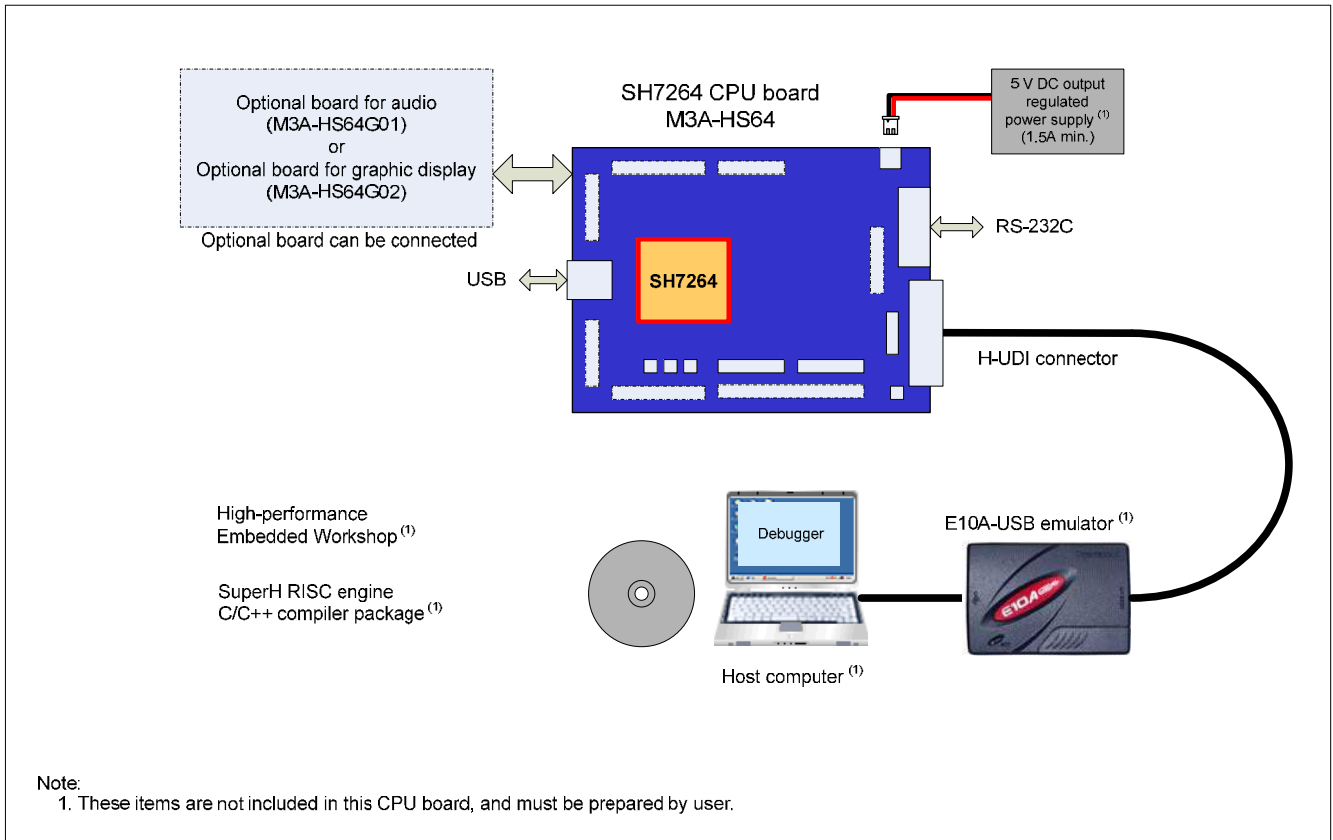 Optional board for audio
(M3A-HS64G01)
or
Optional board for graphic display
(M3A-HS64G02)
Optional board can be connected
SH7264 CPU board
M3A-HS64
5 V DC output
regulated
power supply (1)
(1.5A min.)
RS-232C
USB
SH7264
H-UDI connector
High-performance
Embedded Workshop (1)
SuperH RISC engine
C/C++ compiler package (1)
Debugger
Host computer (1)
E10A-USB emulator (1)
E10A
Note:
1. These items are not included in this CPU board, and must be prepared by user.